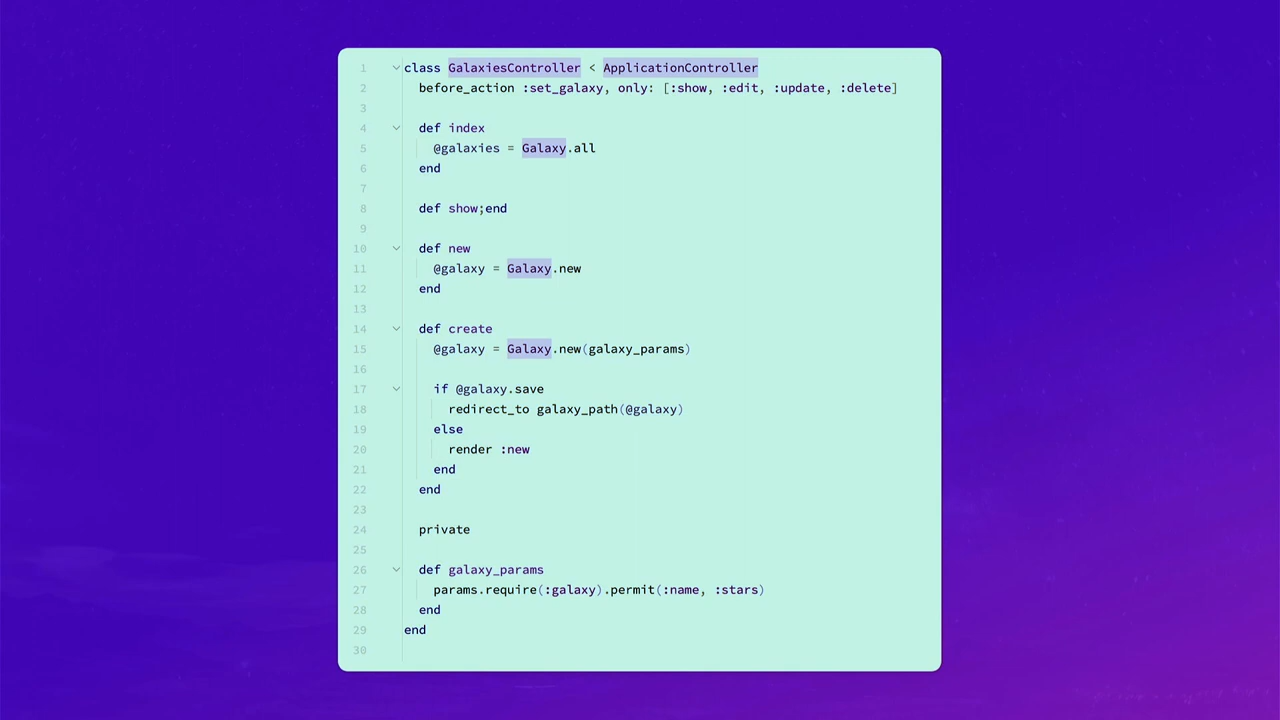 1 class GalaxiesController < ApplicationController
2 before_action :set_galaxy, only: [:show, :edit, :update, :delete]
3
4 def index
5 @galaxies = Galaxy.all
6 end
7
8 def show;end
9
10 def new
11 @galaxy = Galaxy.new
12 end
13
14 def create
15 @galaxy = Galaxy.new(galaxy_params)
16
17 if @galaxy.save
18 redirect_to galaxy_path(@galaxy)
19 else
20 render :new
21 end
22 end
23
24 private
25
26 def galaxy_params
27 params.require(:galaxy).permit(:name, :stars)
28 end
29 end
30